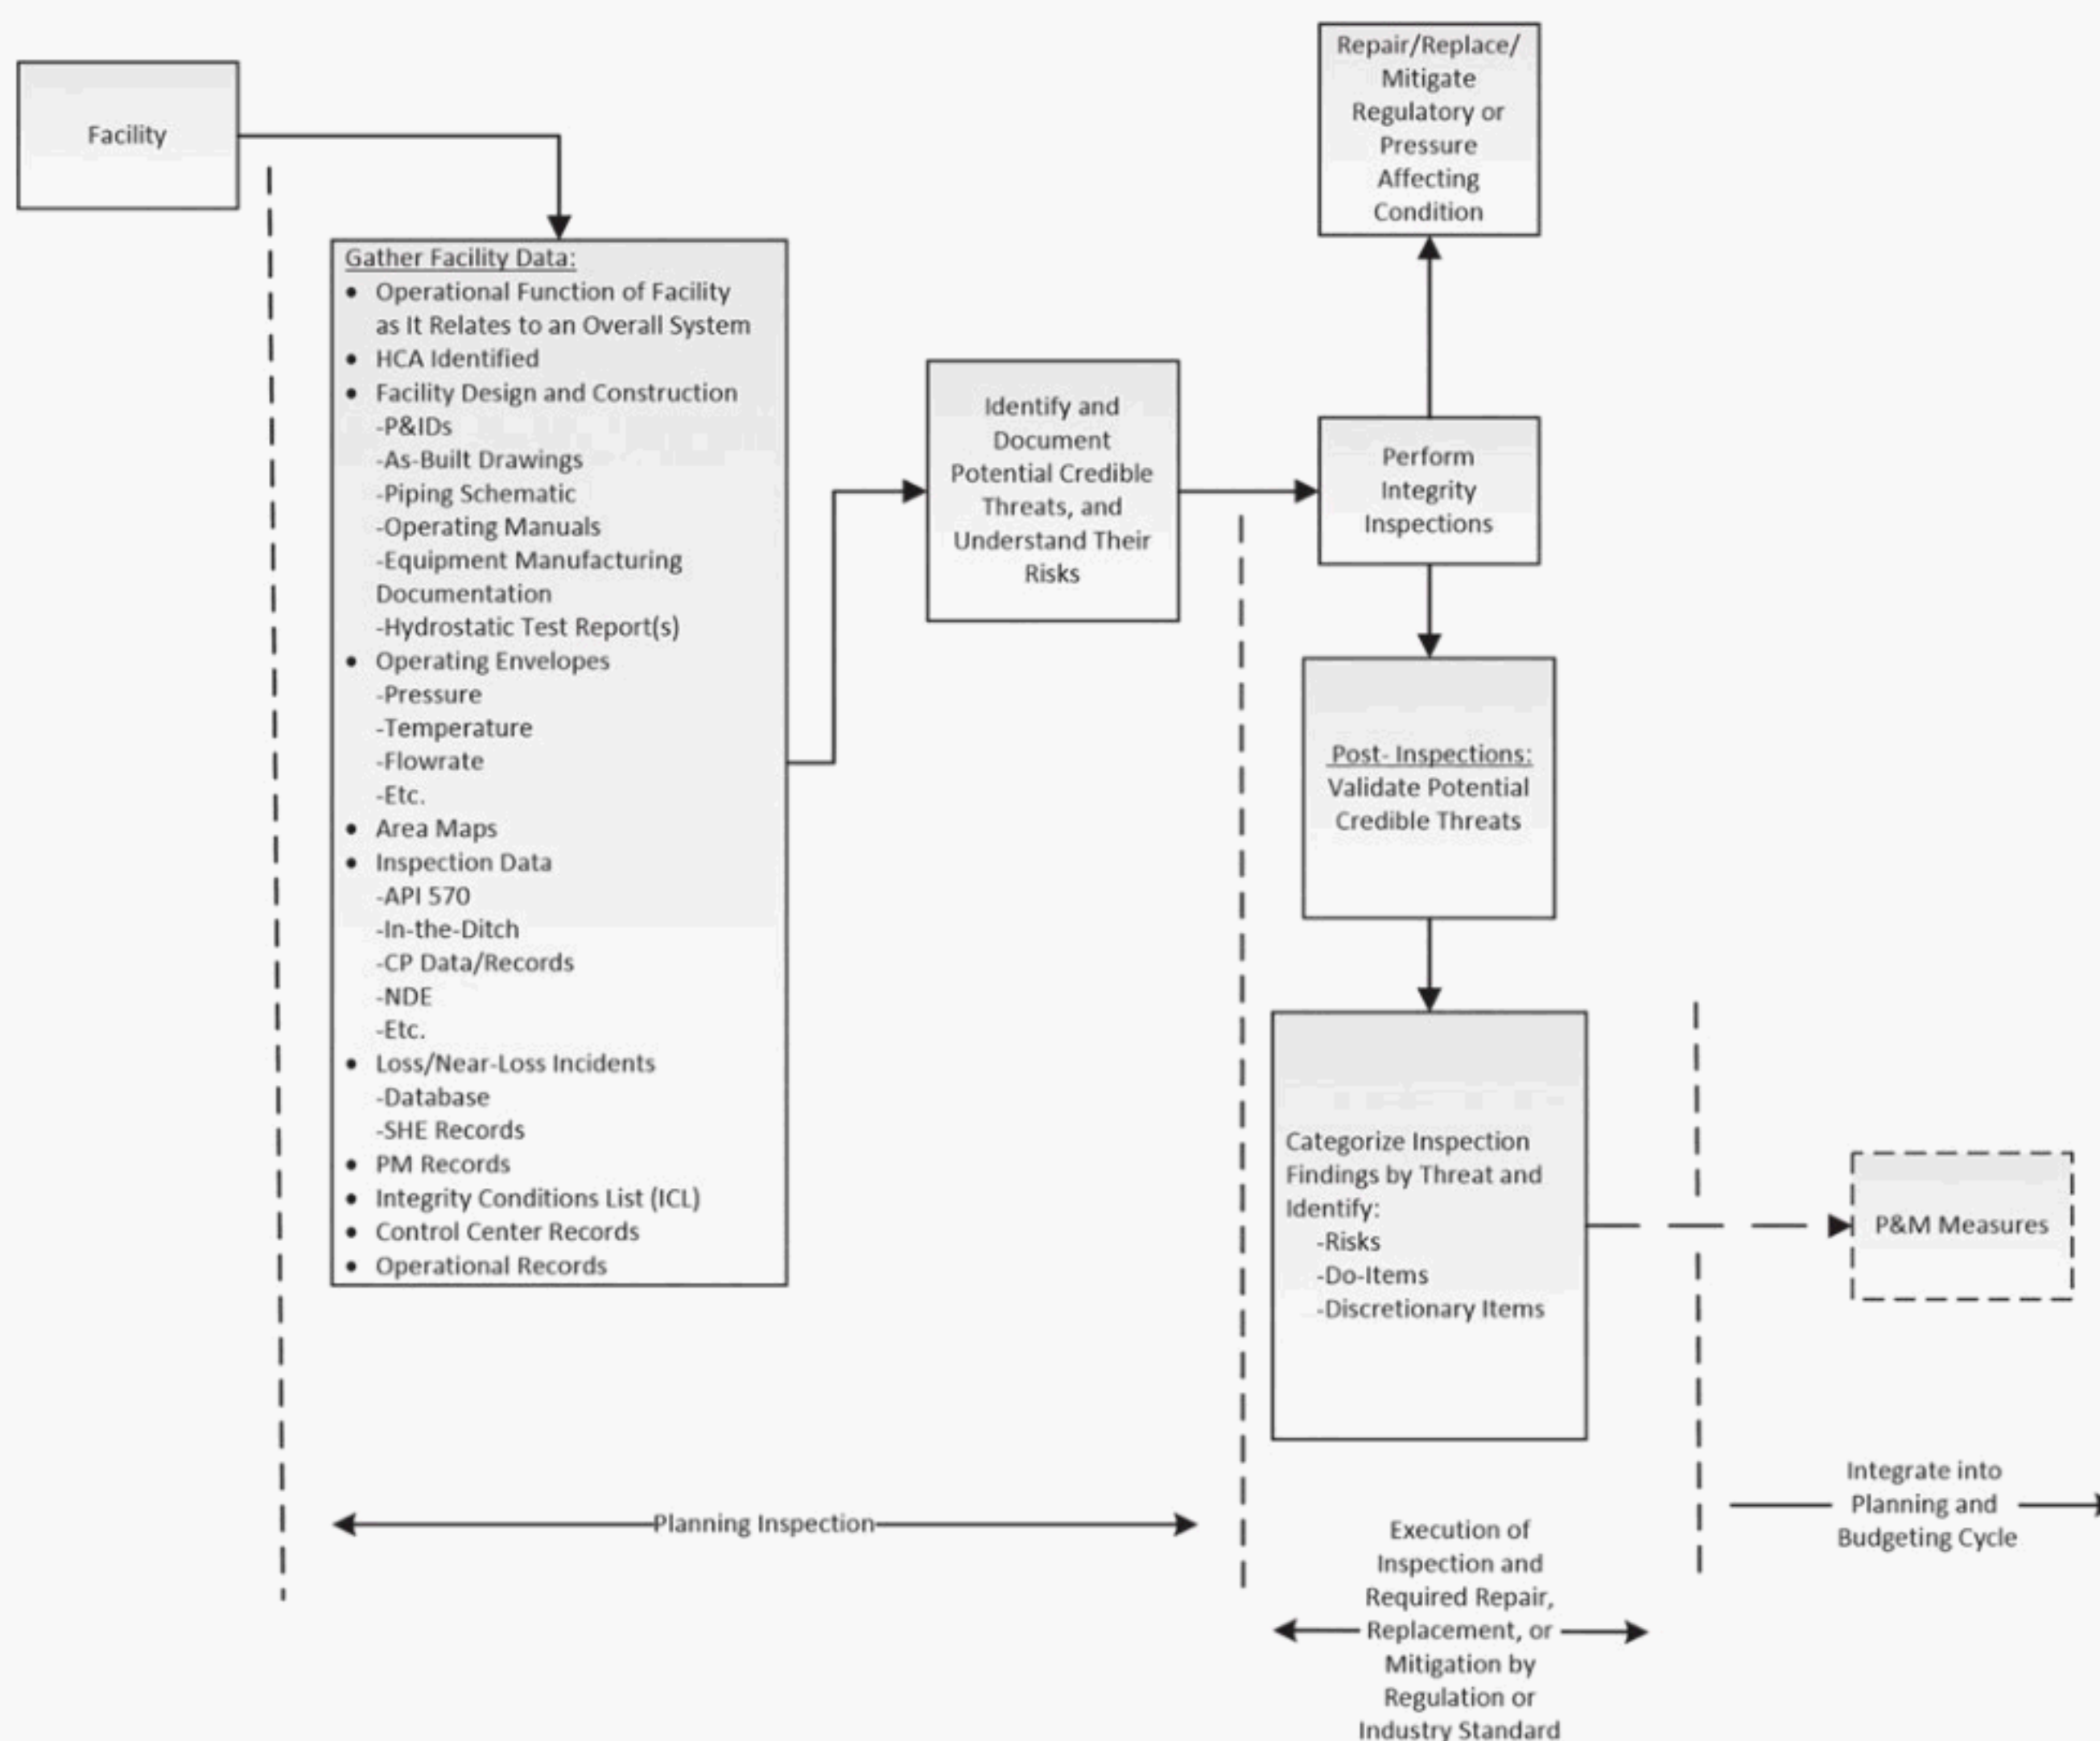 Facility
Gather Facility Data:
• Operational Function of Facility
as It Relates to an Overall System
• HCA Identified
• Facility Design and Construction
-P&IDs
-As-Built Drawings
-Piping Schematic
-Operating Manuals
-Equipment Manufacturing
Documentation
-Hydrostatic Test Report(s)
• Operating Envelopes
-Pressure
-Temperature
-Flowrate
-Etc.
• Area Maps
• Inspection Data
-API 570
-In-the-Ditch
-CP Data/Records
-NDE
-Etc.
• Loss/Near-Loss Incidents
-Database
-SHE Records
• PM Records
• Integrity Conditions List (ICL)
• Control Center Records
• Operational Records
Identify and
Document
Potential Credible
Threats, and
Understand Their
Risks
Repair/Replace/
Mitigate
Regulatory or
Pressure
Affecting
Condition
Perform
Integrity
Inspections
Post- Inspections:
Validate Potential
Credible Threats
Categorize Inspection
Findings by Threat and
Identify:
-Risks
-Do-Items
-Discretionary Items
P&M Measures
Planning Inspection
Execution of
Inspection and
Required Repair,
Replacement, or
Mitigation by
Regulation or
Industry Standard
Integrate into
Planning and
Budgeting Cycle